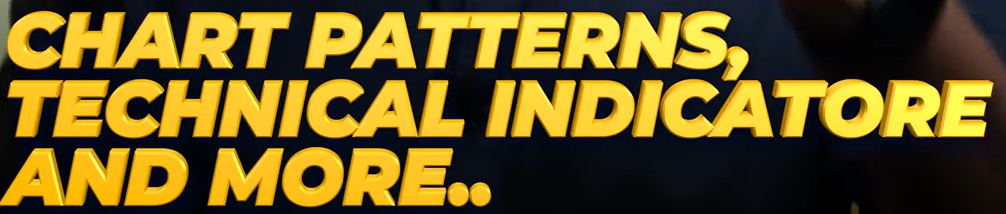 CHART PATTERNS,
TECHNICAL INDICATORE
AND MORE..